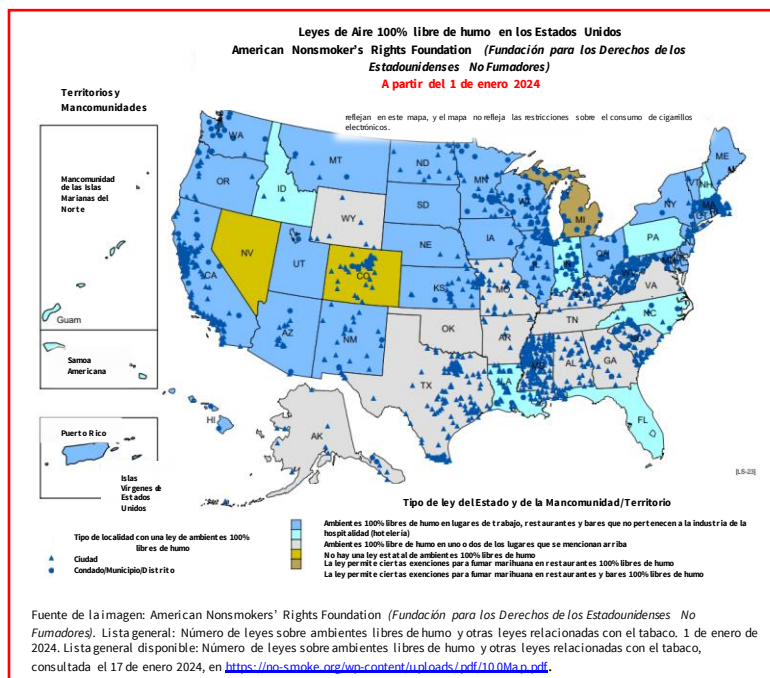 Leyes de Aire 100% libre de humo en los Estados Unidos
American Nonsmoker's Rights Foundation (Fundación para los Derechos de los
Estadounidenses No Fumadores)
A partir del 1 de enero 2024
Territorios y
Mancomunidades
reflejan en este mapa, y el mapa no refleja las restricciones sobre el consumo de cigarrillos
electrónicos.
Mancomunidad
de las Islas
Marianas del
Norte
Guam
Samoa
Americana
Puerto Rico
Islas
Vírgenes de
Estados
Unidos
WA
MT
ND
MN
ME
OR
ID
WY
SD
WI
MI
NY
VT
NH
MA
CT
NV
UT
CO
NE
IA
IL
IN
OH
PA
NJ
CA
KS
MO
VA
AZ
NM
OK
AR
TN
NC
TX
LA
MS
AL
GA
SC
FL
HI
AK
[LS-23]
Tipo de ley del Estado y de la Mancomunidad/Territorio
Ambientes 100% libres de humo en lugares de trabajo, restaurantes y bares que no pertenecen a la industria de la
hospitalidad (hotelería)
Ambientes 100% libre de humo en uno o dos de los lugares que se mencionan arriba
No hay una ley estatal de ambientes 100% libres de humo
La ley permite ciertas exenciones para fumar marihuana en restaurantes 100% libres de humo
La ley permite ciertas exenciones para fumar marihuana en restaurantes y bares 100% libres de humo
Tipo de localidad con una ley de ambientes 100%
libres de humo
Ciudad
Condado/Municipio/Distrito
Fuente de la imagen: American Nonsmokers' Rights Foundation (Fundación para los Derechos de los Estadounidenses No
Fumadores). Lista general: Número de leyes sobre ambientes libres de humo y otras leyes relacionadas con el tabaco. 1 de enero de
2024. Lista general disponible: Número de leyes sobre ambientes libres de humo y otras leyes relacionadas con el tabaco,
consultada el 17 de enero 2024, en https://no-smoke.org/wp-content/uploads/pdf/100Map.pdf.